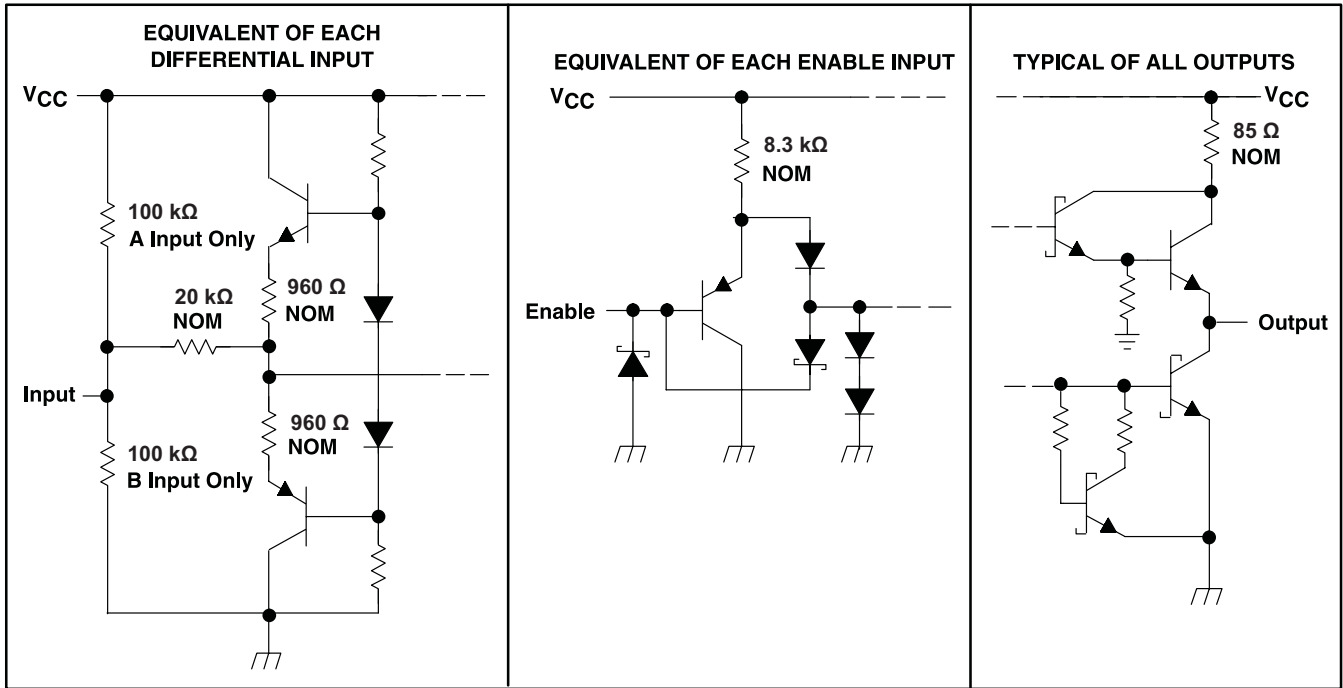 EQUIVALENT OF EACH
DIFFERENTIAL INPUT
VCC
100 kΩ
A Input Only
20 kΩ
NOM
960 Ω
NOM
Input
960 Ω
NOM
100 kΩ
B Input Only
EQUIVALENT OF EACH ENABLE INPUT
VCC
8.3 kΩ
NOM
Enable
TYPICAL OF ALL OUTPUTS
VCC
85 Ω
NOM
Output